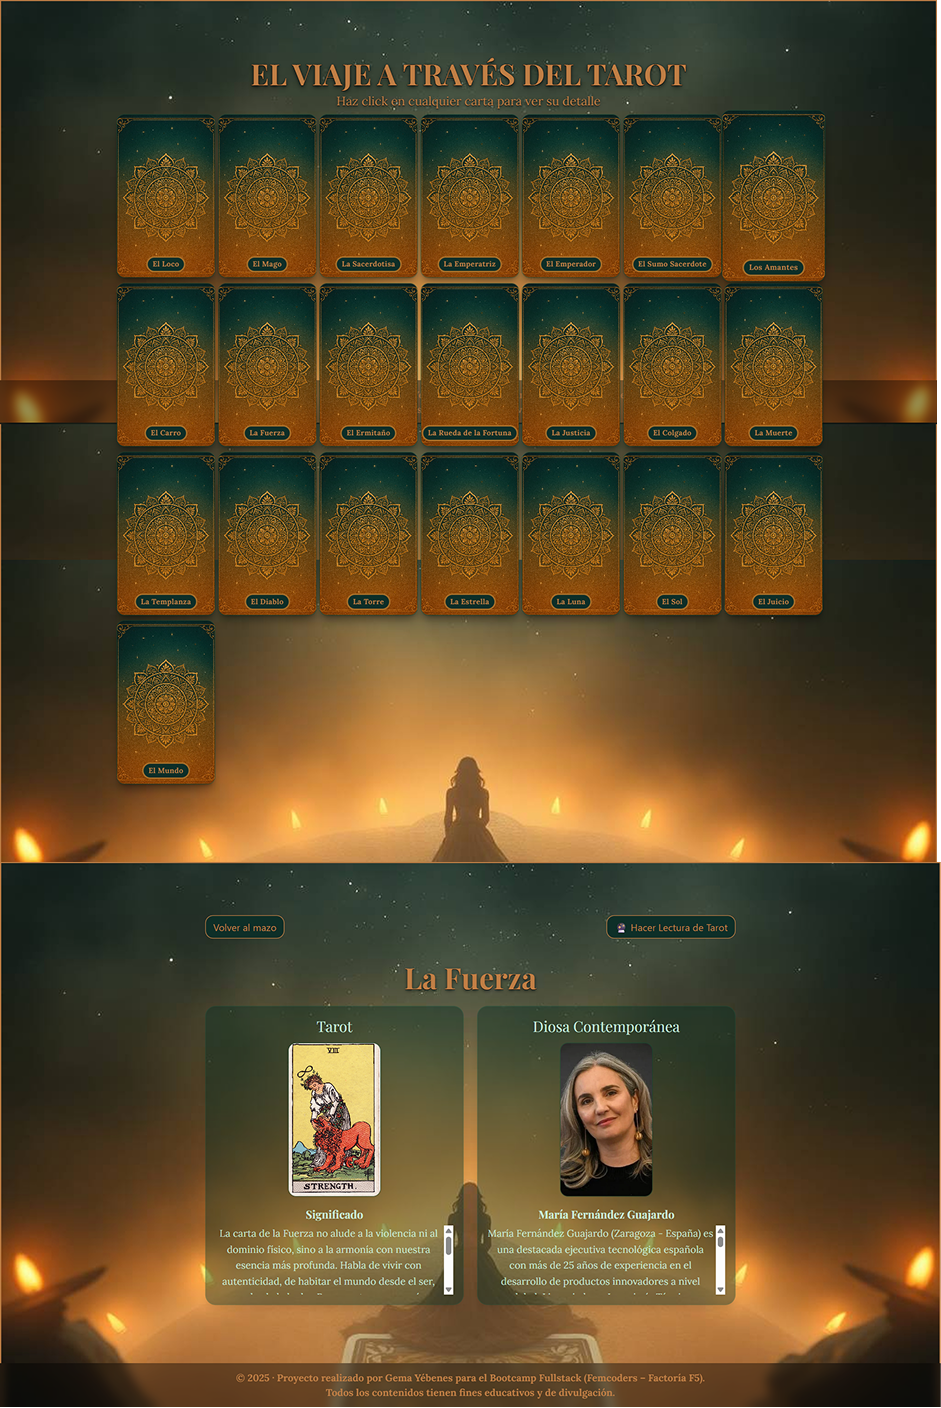 EL VIAJE A TRAVÉS DEL TAROT
Haz click on cualquier carta para ver su detalle
El Loco
El Mago
La Sacerdotisa
La Emperatriz
El Emperador
El Sumo Sacerdote
Los Amantes
El Carro
La Fuerza
El Ermitaño
La Rueda de la Fortuna
La Justicia
El Colgado
La Muerte
La Templanza
El Diablo
La Torre
La Estrella
La Luna
El Sol
El Juicio
El Mundo
Volver al mazo
Hacer Lectura de Tarot
La Fuerza
Tarot
VIII
STRENGTH.
Significado
La carta de la Fuerza no alude a la violencia ni al
dominio físico, sino a la armonía con nuestra
esencia más profunda. Habla de vivir con
autenticidad, de habitar el mundo desde el ser,
Diosa Contemporánea
María Fernández Guajardo
María Fernández Guajardo (Zaragoza - España) es
una destacada ejecutiva tecnológica española
con más de 25 años de experiencia en el
desarrollo de productos innovadores a nivel
© 2025 · Proyecto realizado por Gema Yébenes para el Bootcamp Fullstack (Femcoders – Factoría F5).
Todos los contenidos tienen fines educativos y de divulgación.